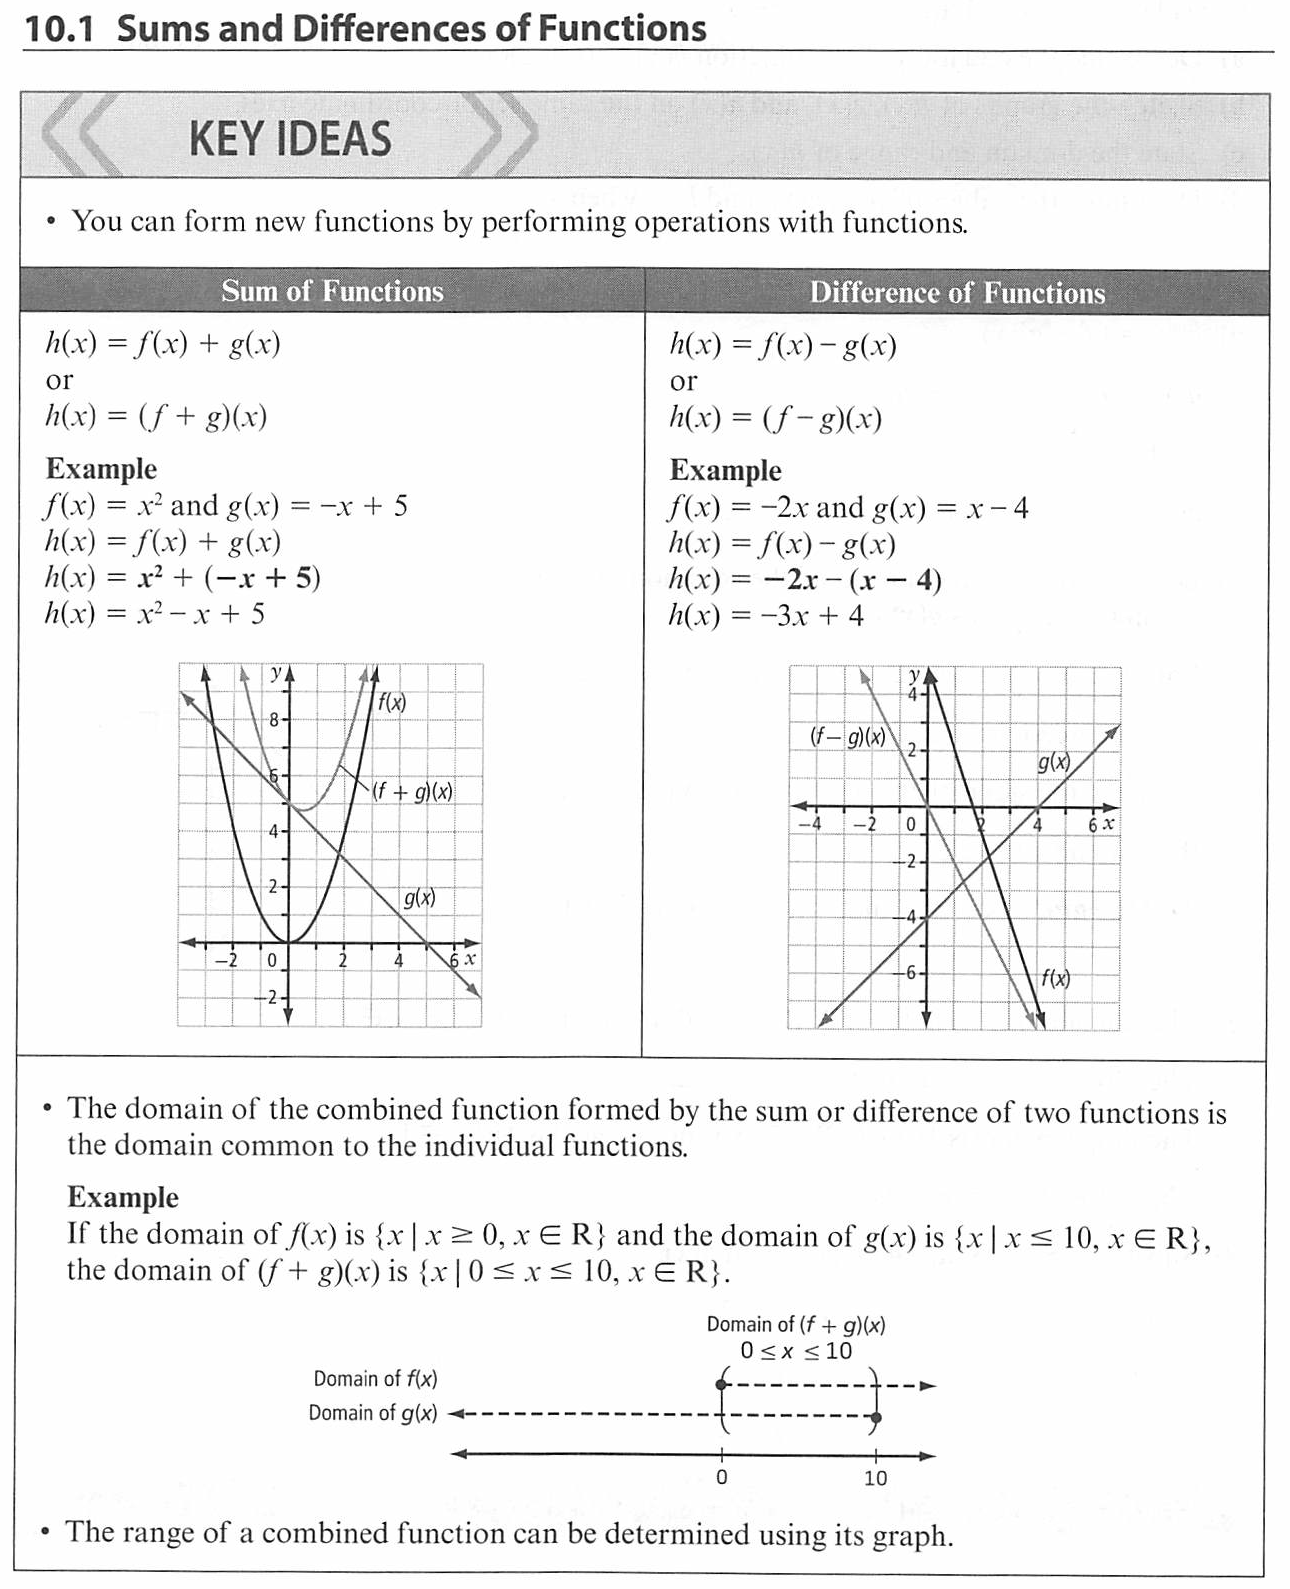 10.1 Sums and Differences of Functions
KEY IDEAS
• You can form new functions by performing operations with functions.
Sum of Functions
h(x) = f(x) + g(x)
or
h(x) = (f + g)(x)
Example
f(x) = x² and g(x) = −x + 5
h(x) = f(x) + g(x)
h(x) = x² + (−x + 5)
h(x) = x² − x + 5
y
f(x)
8
6
(f + g)(x)
4
2
g(x)
−2 0 2 4 6 x
−2
Difference of Functions
h(x) = f(x) − g(x)
or
h(x) = (f − g)(x)
Example
f(x) = −2x and g(x) = x − 4
h(x) = f(x) − g(x)
h(x) = −2x − (x − 4)
h(x) = −3x + 4
y
4
(f − g)(x)
2
g(x)
−4 −2 0 2 4 6 x
−2
−4
−6
f(x)
• The domain of the combined function formed by the sum or difference of two functions is
the domain common to the individual functions.
Example
If the domain of f(x) is {x | x ≥ 0, x ∈ R} and the domain of g(x) is {x | x ≤ 10, x ∈ R},
the domain of (f + g)(x) is {x | 0 ≤ x ≤ 10, x ∈ R}.
Domain of (f + g)(x)
0 ≤ x ≤ 10
Domain of f(x)
Domain of g(x)
0 10
• The range of a combined function can be determined using its graph.